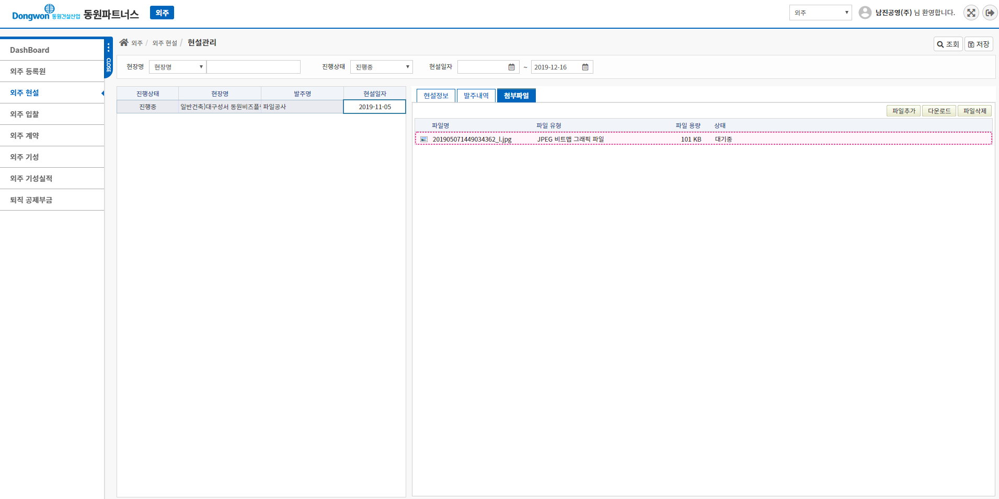 Dongwon 동원건설산업 동원파트너스 외주
외주 남진공영(주) 님 환영합니다.
DashBoard
외주 등록원
외주 현설
외주 입찰
외주 계약
외주 기성
외주 기성실적
퇴직 공제부금
CLOSE
외주 / 외주 현설 / 현설관리
조회 저장
현장명 현장명 진행상태 진행중 현설일자 ~ 2019-12-16
진행상태 현장명 발주명 현설일자
진행중 일반건축)대구성서 동원비즈플 파일공사 2019-11-05
현설정보 발주내역 첨부파일
파일추가 다운로드 파일삭제
파일명 파일 유형 파일 용량 상태
201905071449034362_l.jpg JPEG 비트맵 그래픽 파일 101 KB 대기중